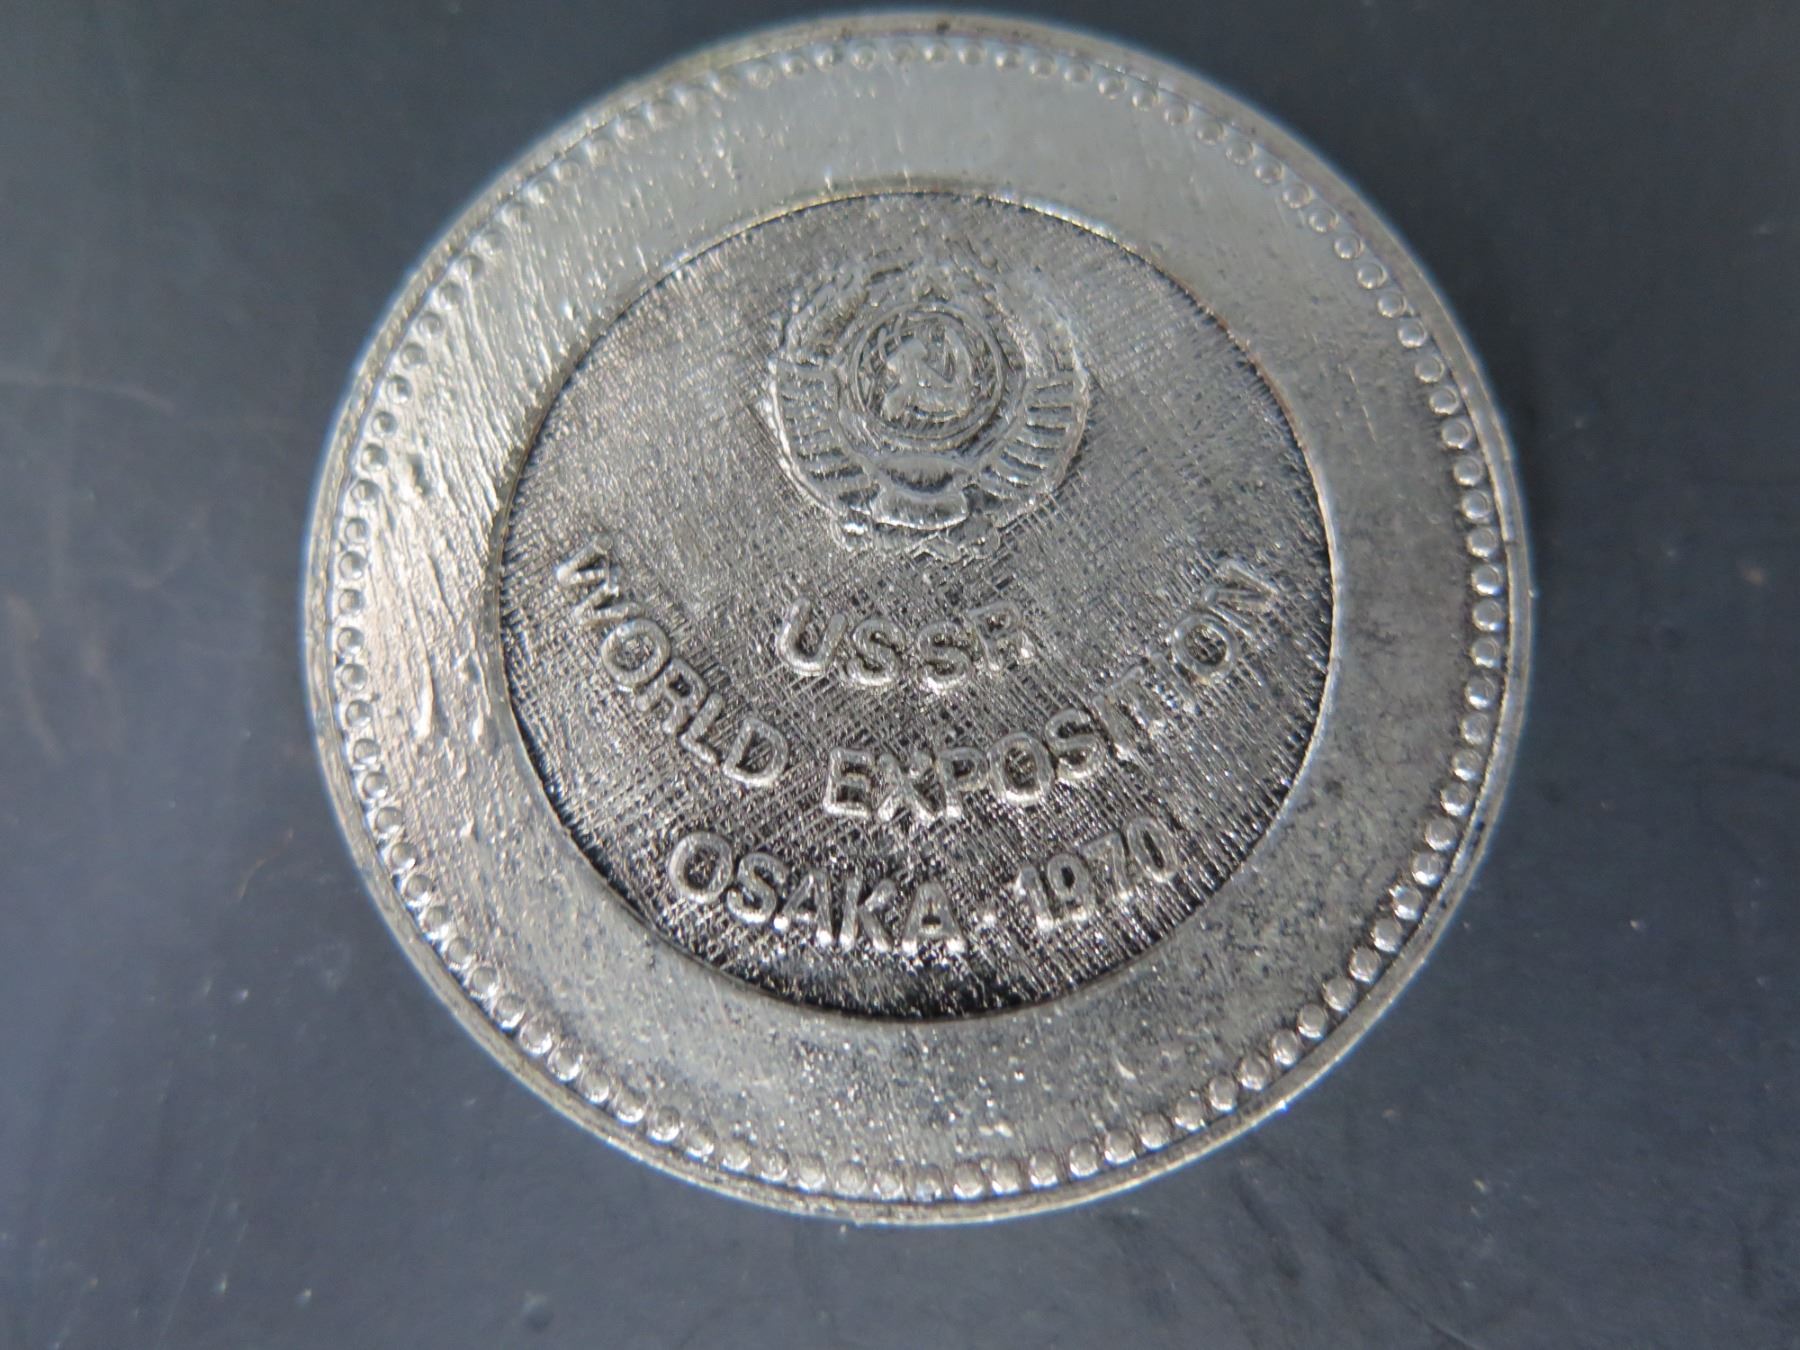 USSR
WORLD EXPOSITION
OSAKA · 1970